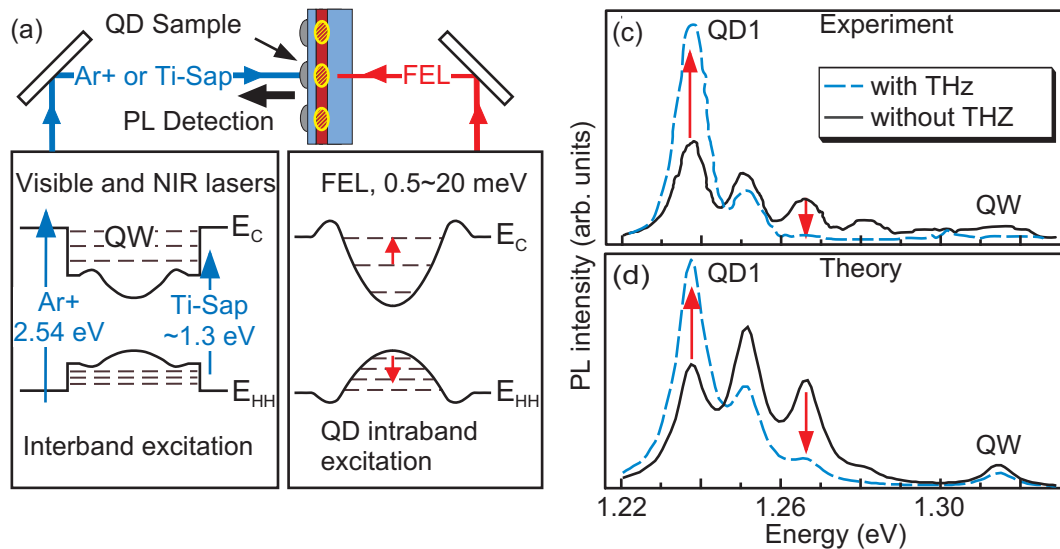 (a)
QD Sample
Ar+ or Ti-Sap
FEL
PL Detection
Visible and NIR lasers
QW
E_C
Ar+
2.54 eV
Ti-Sap
~1.3 eV
E_HH
Interband excitation
FEL, 0.5~20 meV
E_C
E_HH
QD intraband
excitation
(c)
QD1
Experiment
with THz
without THZ
QW
(d)
QD1
Theory
QW
PL intensity (arb. units)
1.22
1.26
1.30
Energy (eV)